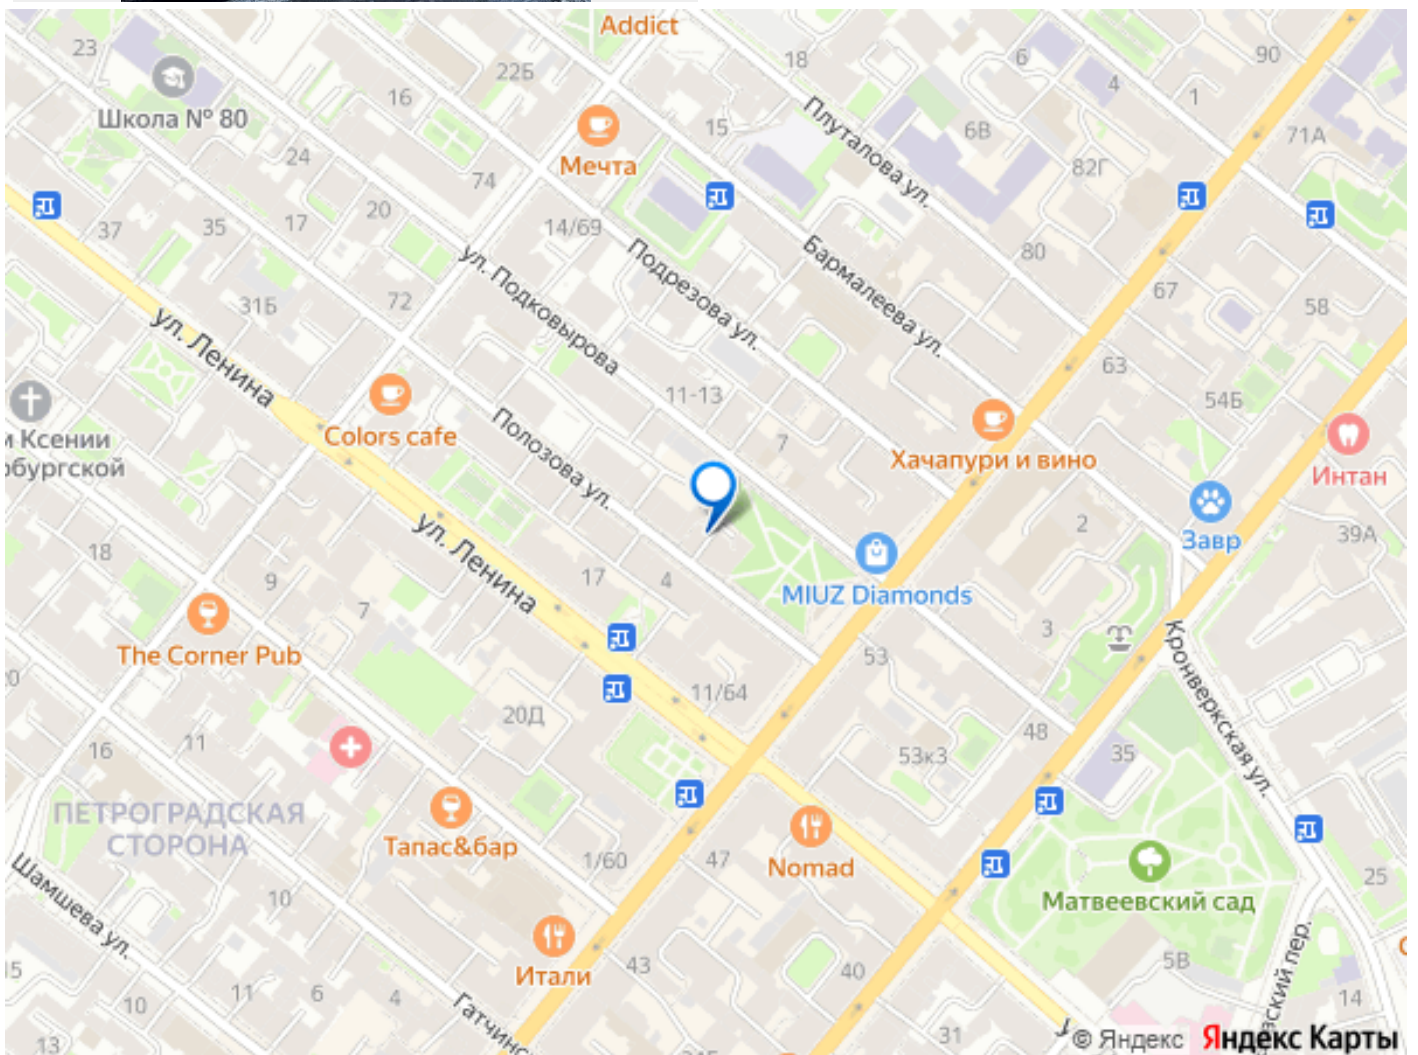 Addict
23
22Б
18
6
90
4
1
16
Школа № 80
15
Плуталова ул.
6В
71А
24
Мечта
82Г
74
20
17
35
37
14/69
Подрезова ул.
Бармалеева ул.
80
67
31Б
72
ул. Подковырова
58
ул. Ленина
63
11-13
54Б
и Ксении
рбургской
Colors cafe
Полозова ул.
7
Хачапури и вино
Интан
18
ул. Ленина
2
Завр
39А
9
7
17
4
MIUZ Diamonds
The Corner Pub
3
53
Кронверкская ул.
20Д
11/64
16
11
53к3
48
35
ПЕТРОГРАДСКАЯ
СТОРОНА
Тапас&бар
1/60
47
Nomad
Шамшева ул.
10
Матвеевский сад
25
Итали
43
40
5В
15
10
11
6
4
14
13
Гатчинс
31
© Яндекс
Яндекс Карты